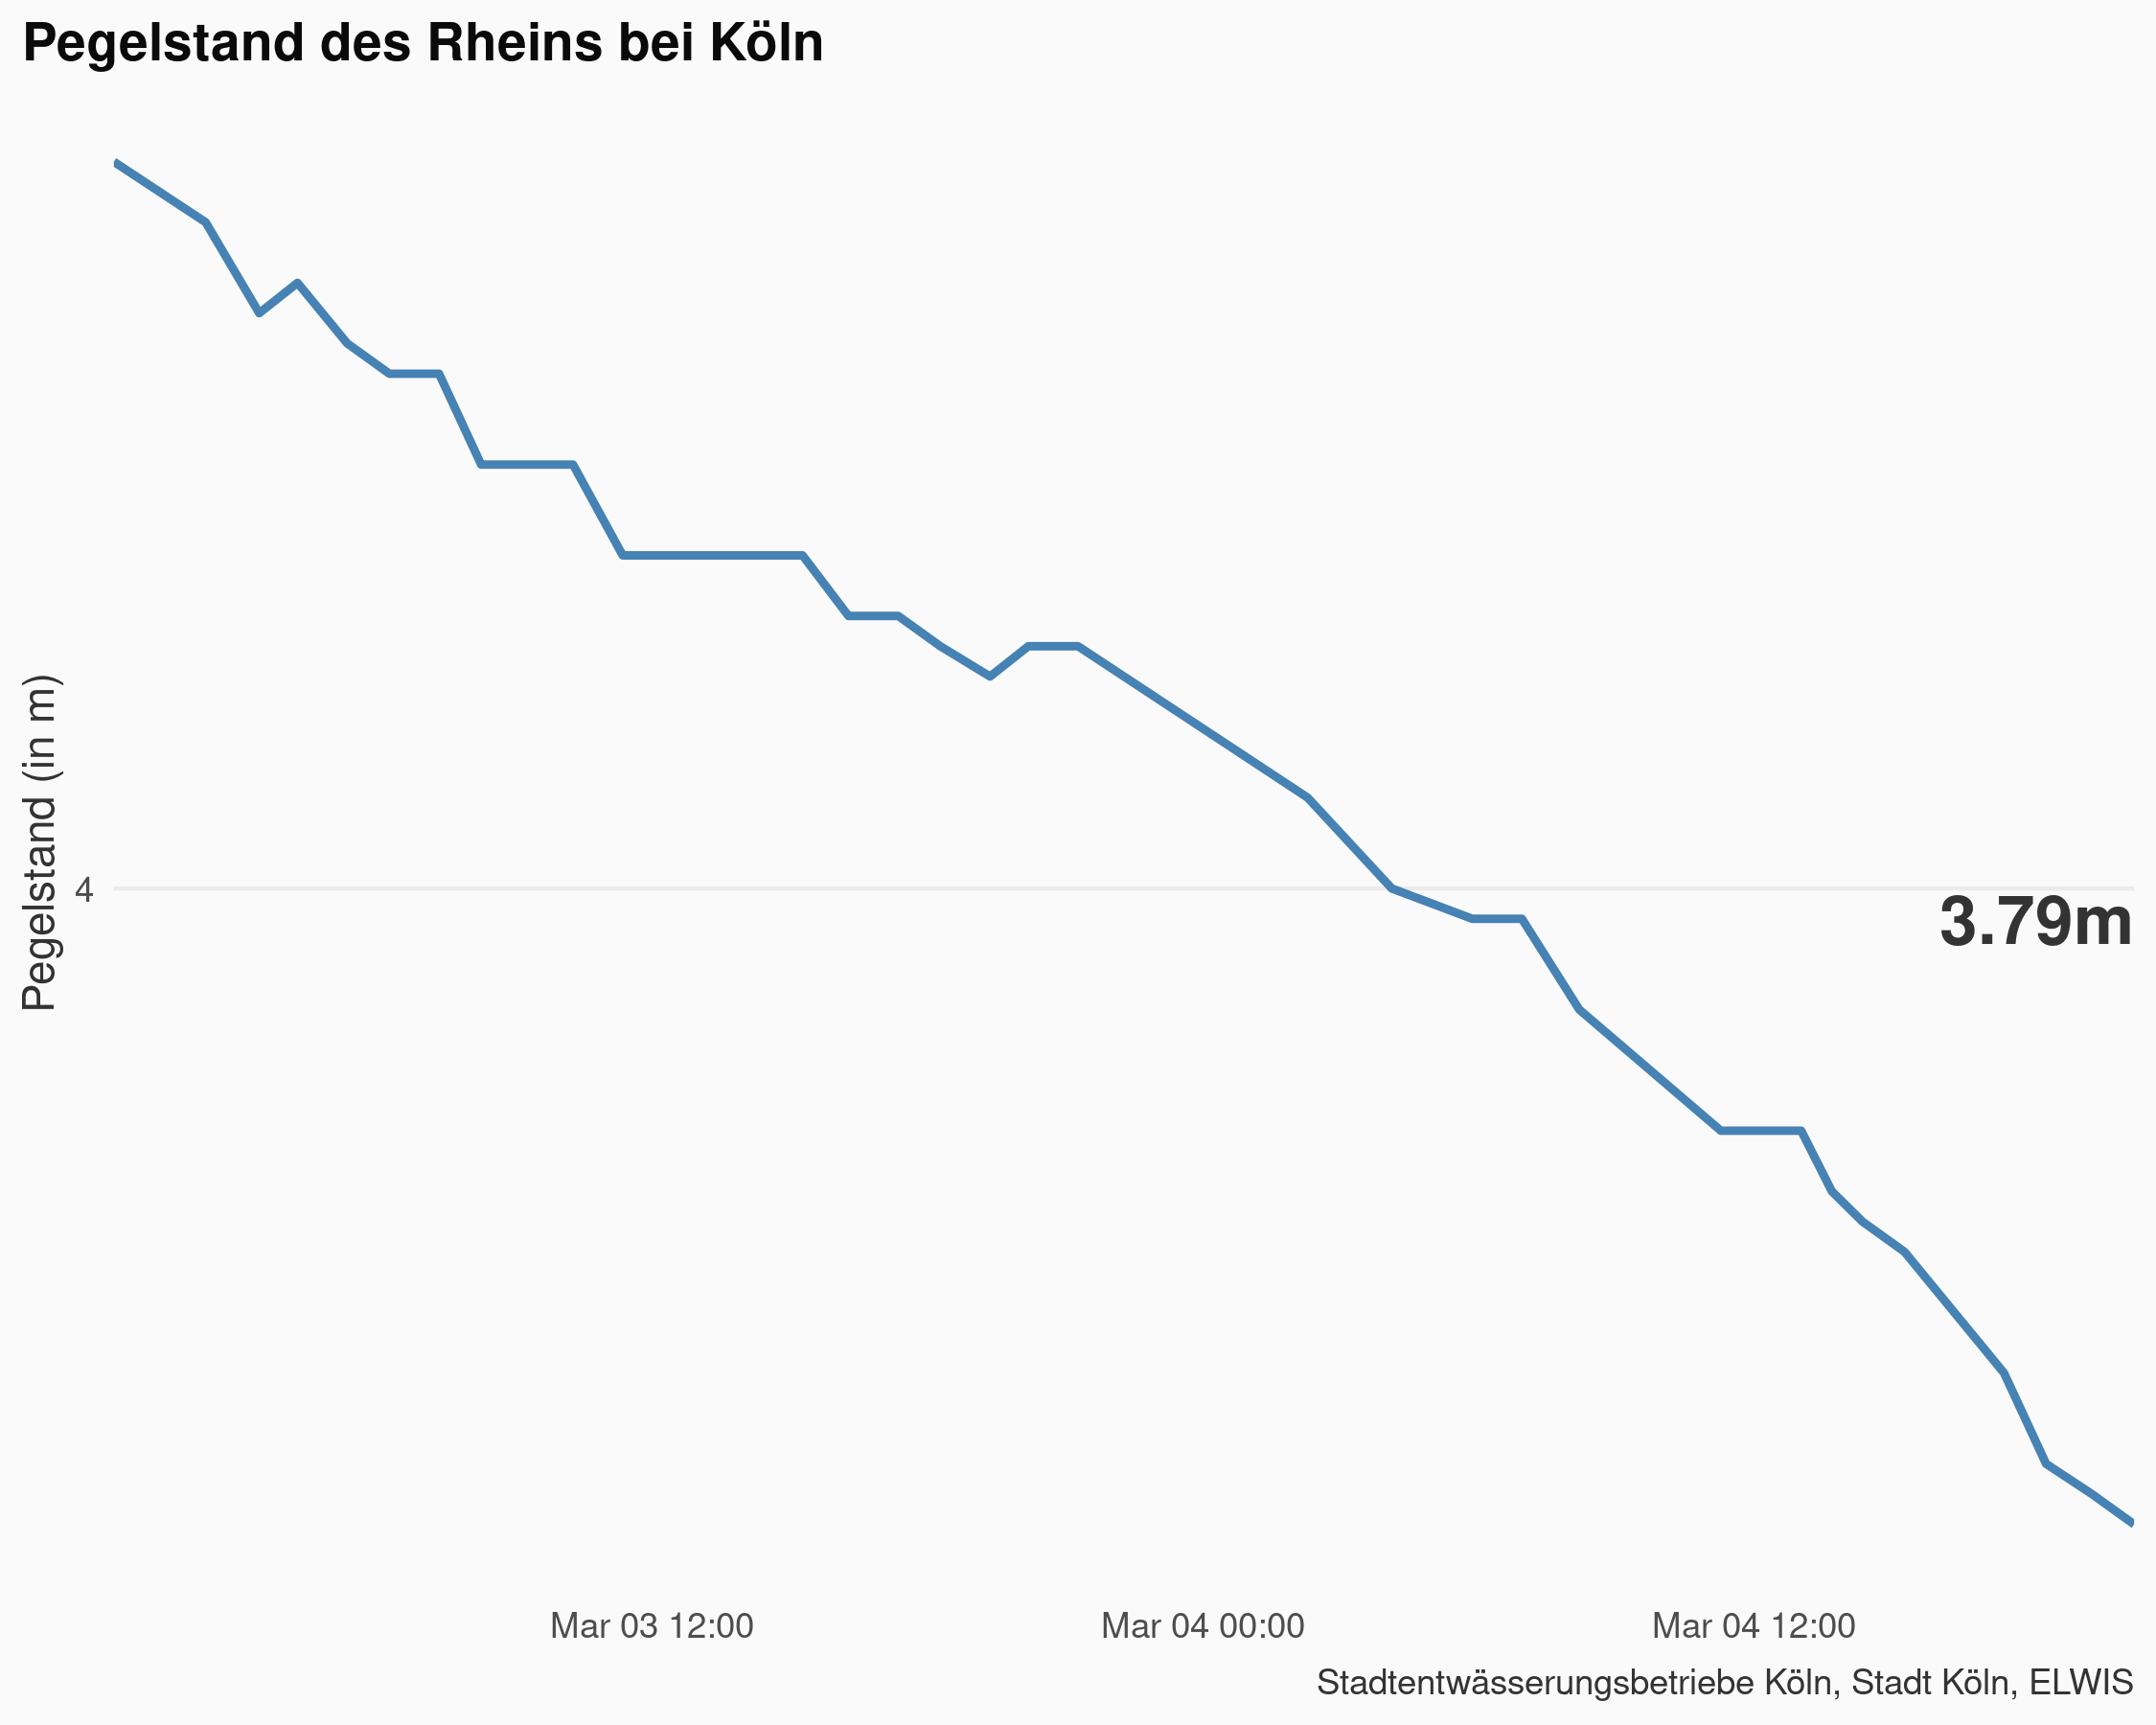 Pegelstand des Rheins bei Köln
Pegelstand (in m)
4
3.79m
Mar 03 12:00
Mar 04 00:00
Mar 04 12:00
Stadtentwässerungsbetriebe Köln, Stadt Köln, ELWIS